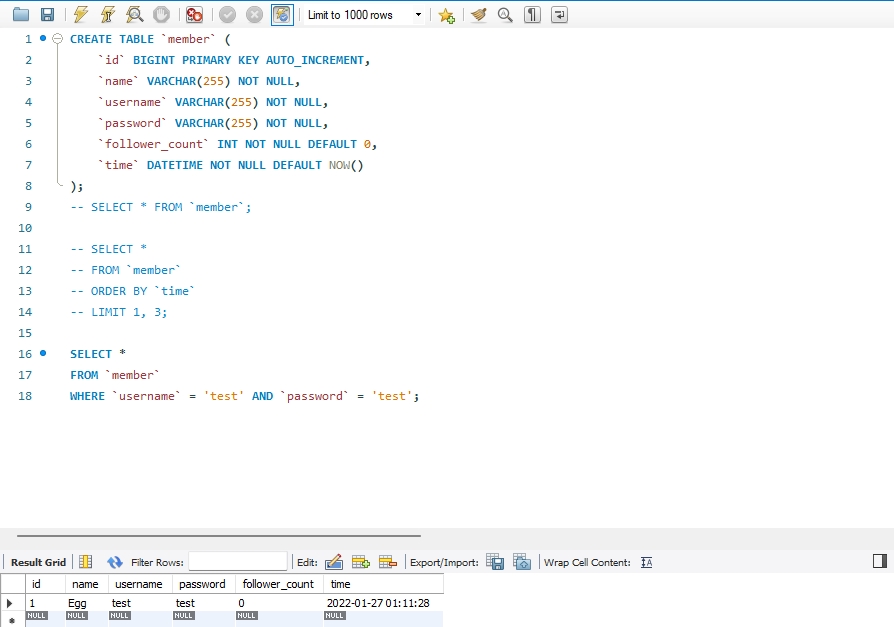 Limit to 1000 rows
1 CREATE TABLE `member` (
2 `id` BIGINT PRIMARY KEY AUTO_INCREMENT,
3 `name` VARCHAR(255) NOT NULL,
4 `username` VARCHAR(255) NOT NULL,
5 `password` VARCHAR(255) NOT NULL,
6 `follower_count` INT NOT NULL DEFAULT 0,
7 `time` DATETIME NOT NULL DEFAULT NOW()
8 );
9 -- SELECT * FROM `member`;
10
11 -- SELECT *
12 -- FROM `member`
13 -- ORDER BY `time`
14 -- LIMIT 1, 3;
15
16 SELECT *
17 FROM `member`
18 WHERE `username` = 'test' AND `password` = 'test';
Result Grid Filter Rows: Edit: Export/Import: Wrap Cell Content:
id name username password follower_count time
1 Egg test test 0 2022-01-27 01:11:28
NULL NULL NULL NULL NULL NULL